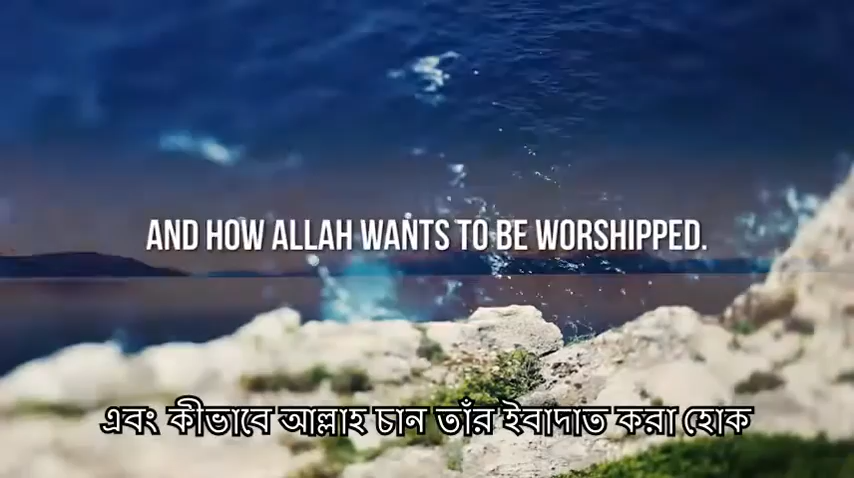 AND HOW ALLAH WANTS TO BE WORSHIPPED.
এবং কীভাবে আল্লাহ চান তাঁর ইবাদাত করা হোক